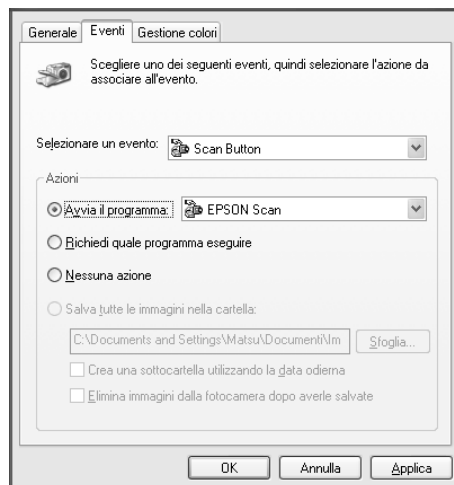 Generale Eventi Gestione colori
Scegliere uno dei seguenti eventi, quindi selezionare l'azione da
associare all'evento.
Selezionare un evento: Scan Button
Azioni
Avvia il programma: EPSON Scan
Richiedi quale programma eseguire
Nessuna azione
Salva tutte le immagini nella cartella:
C:\Documents and Settings\Matsu\Documenti\Im Sfoglia...
Crea una sottocartella utilizzando la data odierna
Elimina immagini dalla fotocamera dopo averle salvate
OK Annulla Applica